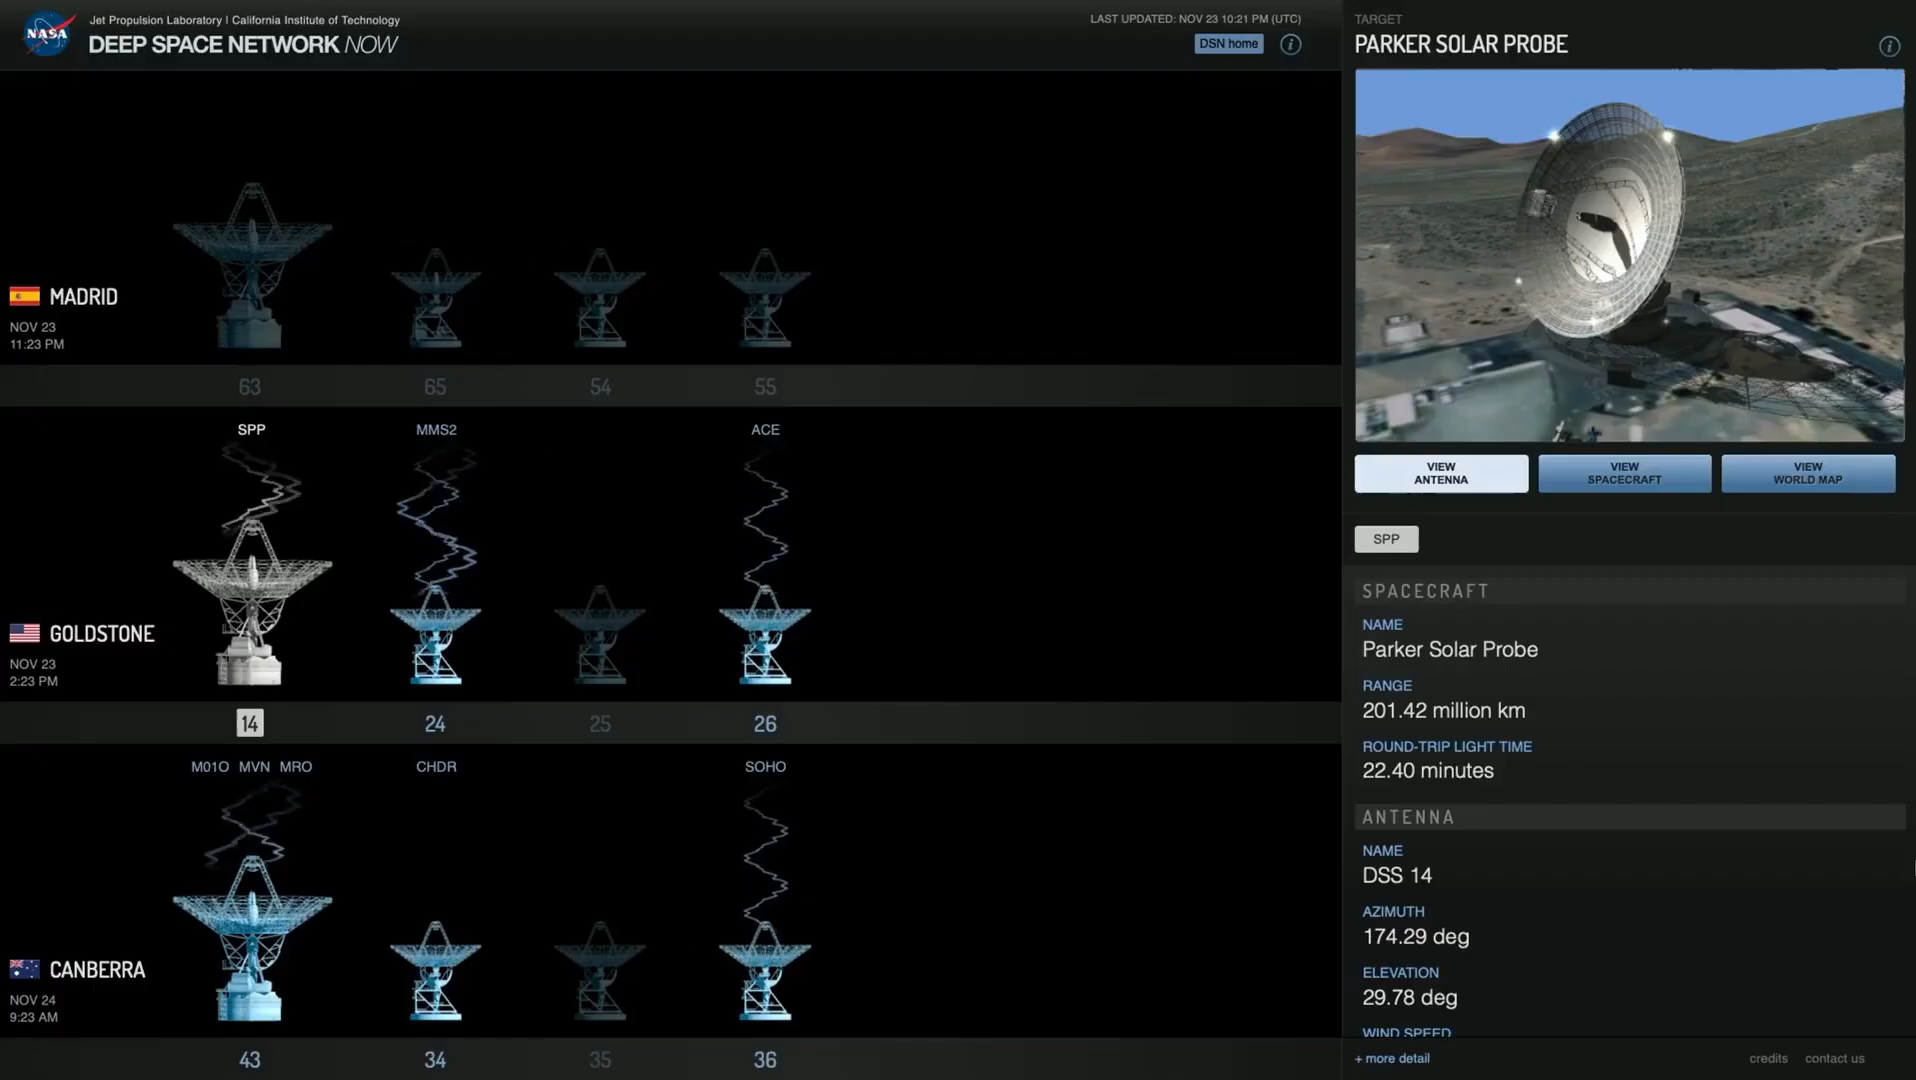 NASA
Jet Propulsion Laboratory | California Institute of Technology
DEEP SPACE NETWORK NOW
LAST UPDATED: NOV 23 10:21 PM (UTC)
DSN home
i
MADRID
NOV 23
11:23 PM
63 65 54 55
SPP MMS2 ACE
GOLDSTONE
NOV 23
2:23 PM
14 24 25 26
M01O MVN MRO CHDR SOHO
CANBERRA
NOV 24
9:23 AM
43 34 35 36
TARGET
PARKER SOLAR PROBE
i
VIEW
ANTENNA
VIEW
SPACECRAFT
VIEW
WORLD MAP
SPP
SPACECRAFT
NAME
Parker Solar Probe
RANGE
201.42 million km
ROUND-TRIP LIGHT TIME
22.40 minutes
ANTENNA
NAME
DSS 14
AZIMUTH
174.29 deg
ELEVATION
29.78 deg
WIND SPEED
+ more detail
credits contact us